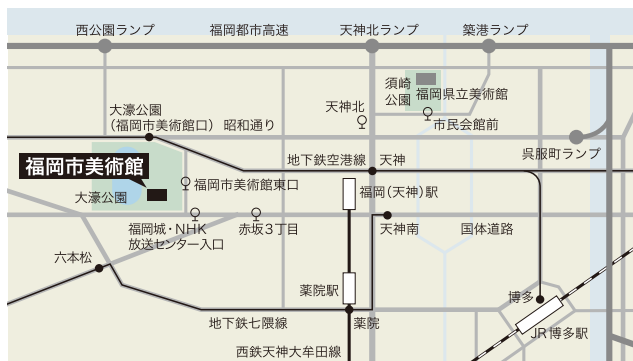 西公園ランプ
福岡都市高速
天神北ランプ
築港ランプ
須崎
公園
福岡県立美術館
天神北
市民会館前
大濠公園
(福岡市美術館口)
昭和通り
呉服町ランプ
地下鉄空港線
天神
福岡市美術館
福岡市美術館東口
大濠公園
福岡(天神)駅
福岡城・NHK
放送センター入口
赤坂3丁目
天神南
国体道路
六本松
薬院駅
博多
地下鉄七隈線
薬院
JR博多駅
西鉄天神大牟田線